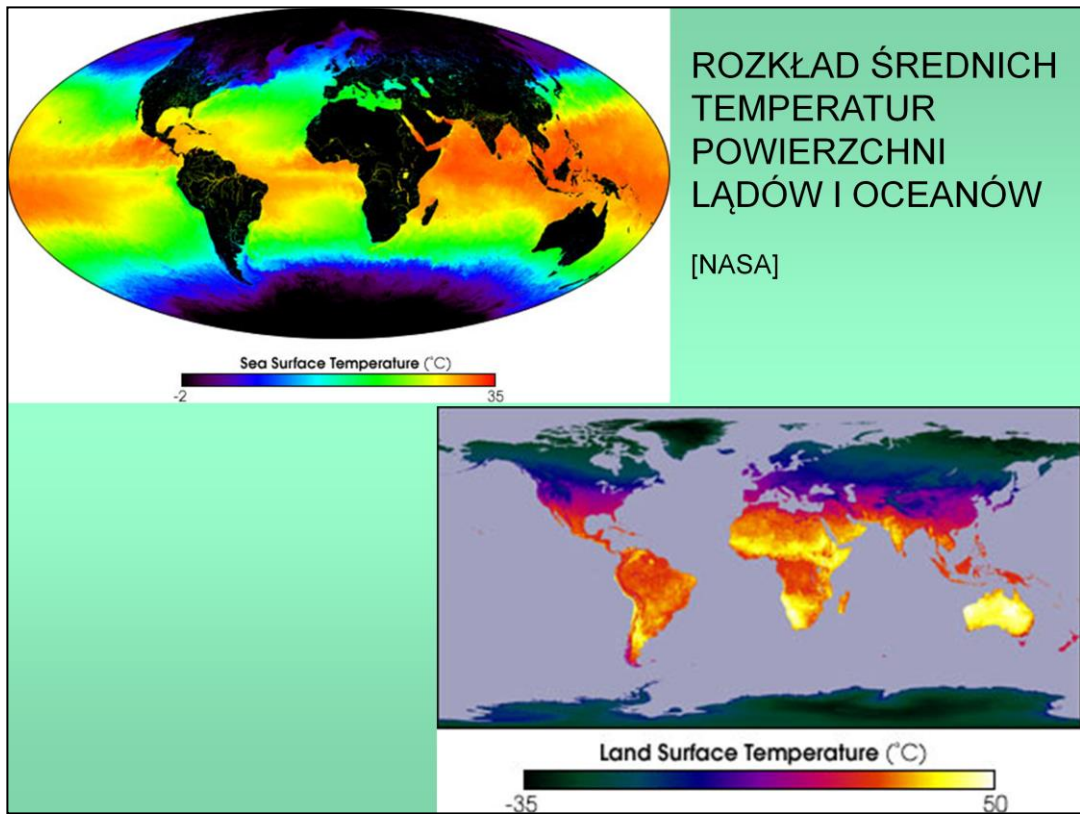 ROZKŁAD ŚREDNICH
TEMPERATUR
POWIERZCHNI
LĄDÓW I OCEANÓW
[NASA]
Sea Surface Temperature (°C)
-2 35
Land Surface Temperature (°C)
-35 50